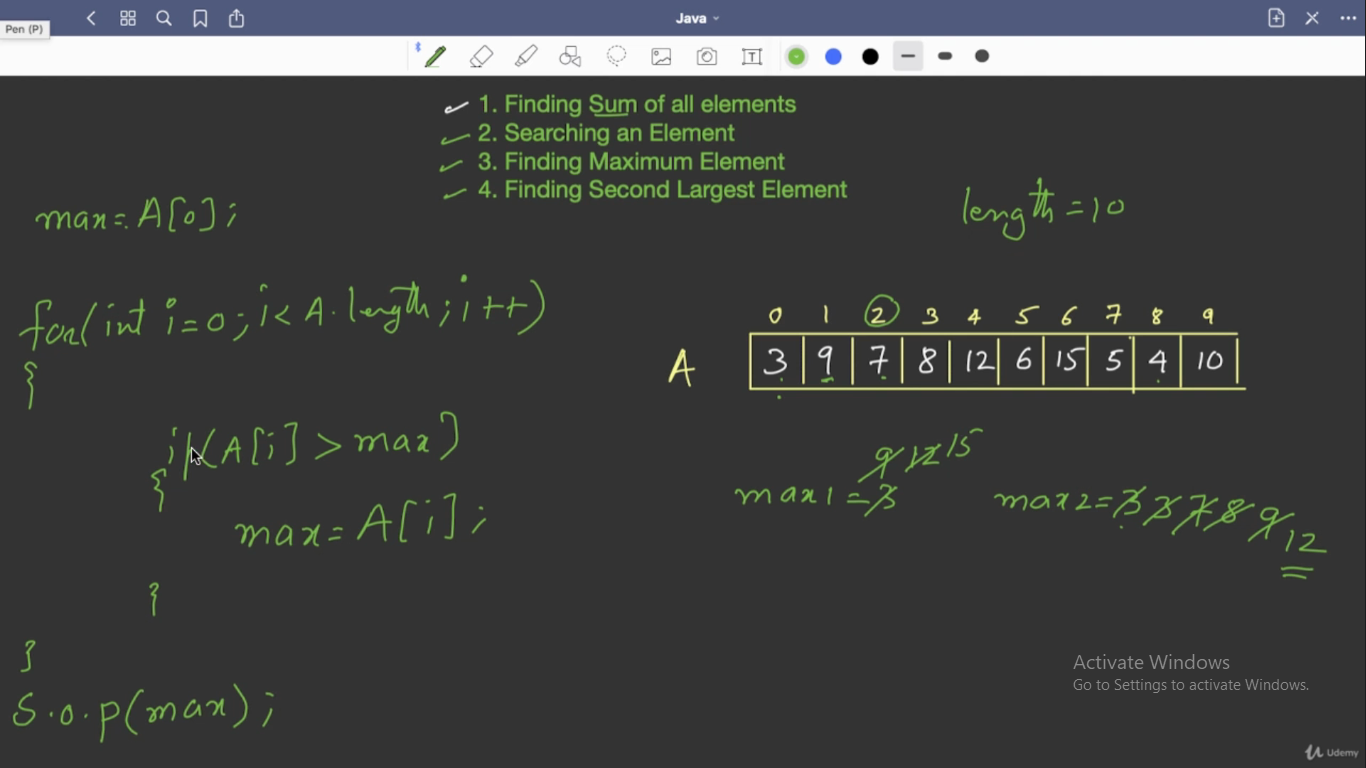 Java
Pen (P)
1. Finding Sum of all elements
2. Searching an Element
3. Finding Maximum Element
4. Finding Second Largest Element
length = 10
max = A[0];
for(int i=0; i< A.length; i++)
{
if(A[i] > max)
{
max = A[i];
}
}
S.o.p(max);
0 1 2 3 4 5 6 7 8 9
A 3 9 7 8 12 6 15 5 4 10
9 12 15
max1 = 3
max2 = 3 3 7 8 9 12
Activate Windows
Go to Settings to activate Windows.
Udemy